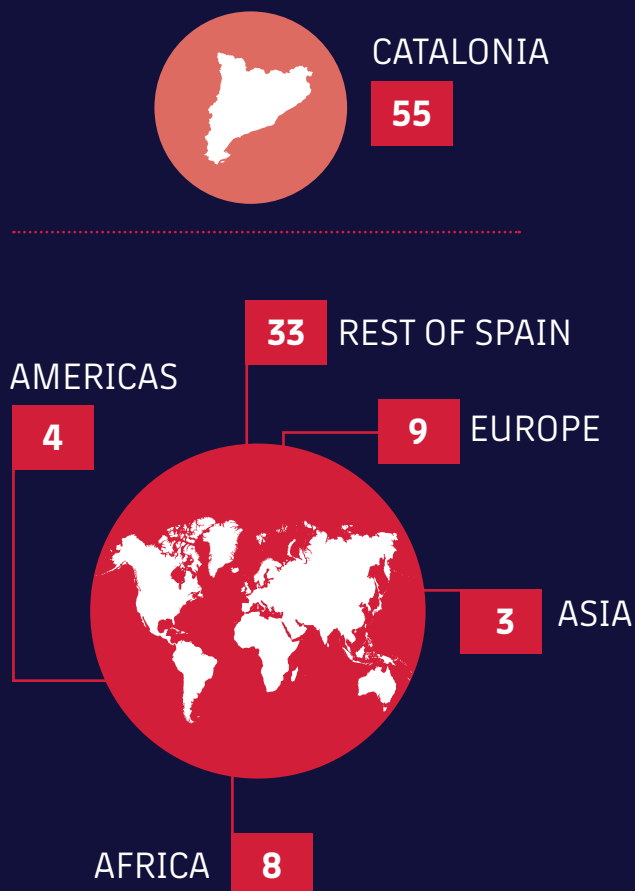 CATALONIA
55
33 REST OF SPAIN
AMERICAS
4
9 EUROPE
3 ASIA
AFRICA 8